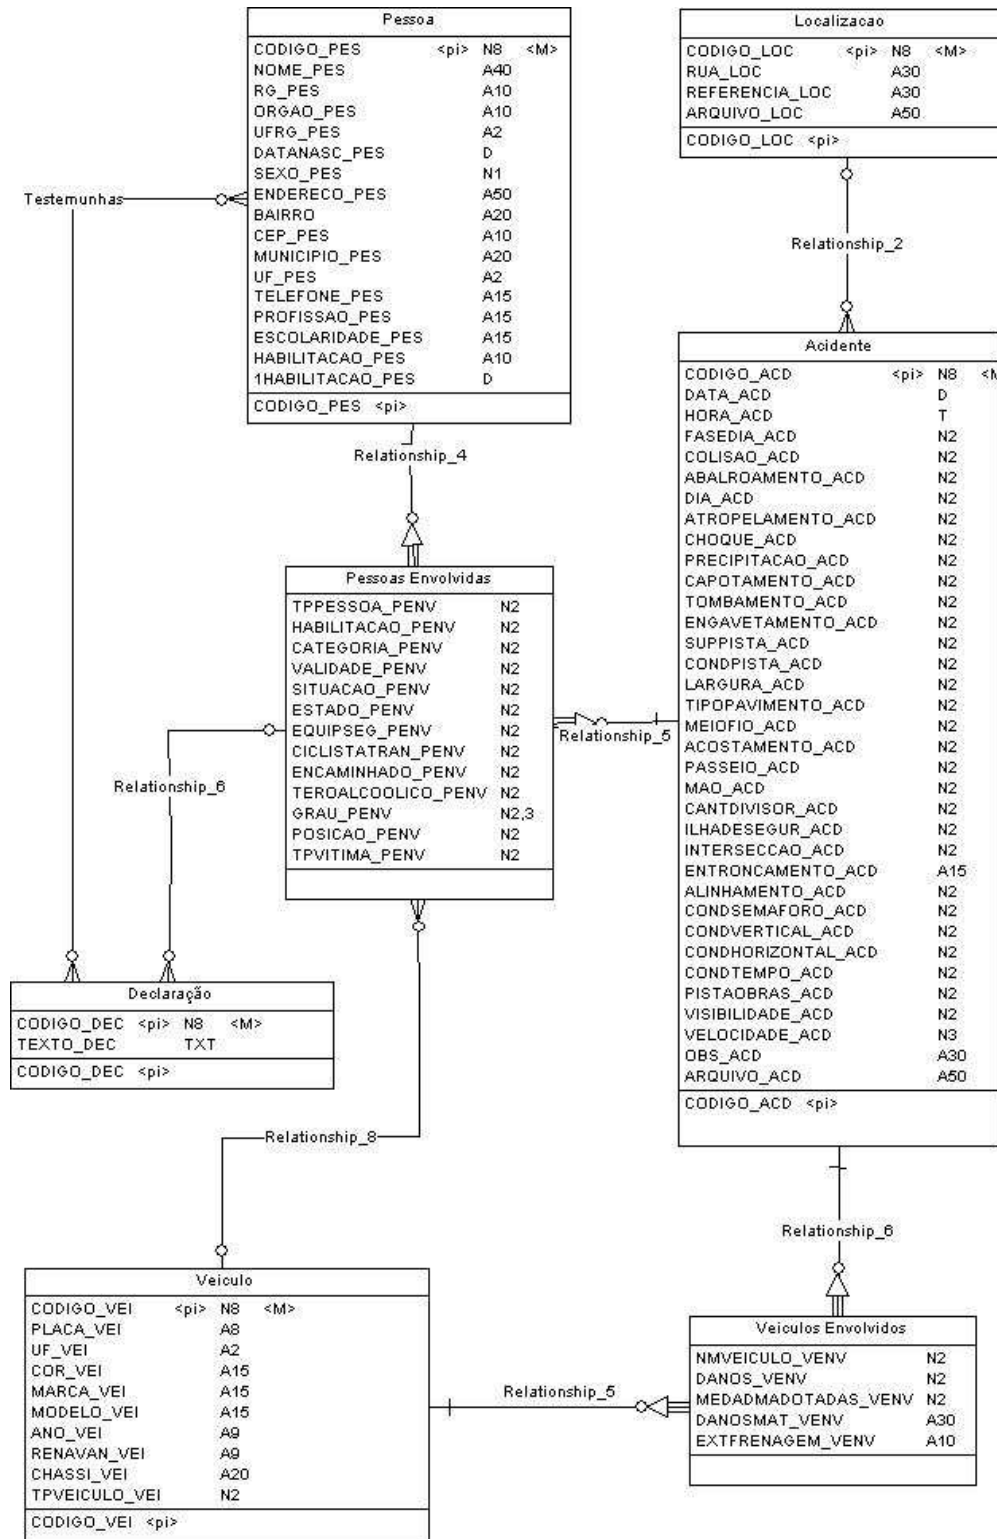 Pessoa
CODIGO_PES <pi> N8 <M>
NOME_PES A40
RG_PES A10
ORGAO_PES A10
UFRG_PES A2
DATANASC_PES D
SEXO_PES N1
ENDERECO_PES A50
BAIRRO A20
CEP_PES A10
MUNICIPIO_PES A20
UF_PES A2
TELEFONE_PES A15
PROFISSAO_PES A15
ESCOLARIDADE_PES A15
HABILITACAO_PES A10
1HABILITACAO_PES D
CODIGO_PES <pi>
Localizacao
CODIGO_LOC <pi> N8 <M>
RUA_LOC A30
REFERENCIA_LOC A30
ARQUIVO_LOC A50
CODIGO_LOC <pi>
Testemunhas
Relationship_2
Relationship_4
Acidente
CODIGO_ACD <pi> N8 <M
DATA_ACD D
HORA_ACD T
FASEDIA_ACD N2
COLISAO_ACD N2
ABALROAMENTO_ACD N2
DIA_ACD N2
ATROPELAMENTO_ACD N2
CHOQUE_ACD N2
PRECIPITACAO_ACD N2
CAPOTAMENTO_ACD N2
TOMBAMENTO_ACD N2
ENGAVETAMENTO_ACD N2
SUPPISTA_ACD N2
CONDPISTA_ACD N2
LARGURA_ACD N2
TIPOPAVIMENTO_ACD N2
MEIOFIO_ACD N2
ACOSTAMENTO_ACD N2
PASSEIO_ACD N2
MAO_ACD N2
CANTDIVISOR_ACD N2
ILHADESEGUR_ACD N2
INTERSECCAO_ACD N2
ENTRONCAMENTO_ACD A15
ALINHAMENTO_ACD N2
CONDSEMAFORO_ACD N2
CONDVERTICAL_ACD N2
CONDHORIZONTAL_ACD N2
CONDTEMPO_ACD N2
PISTAOBRAS_ACD N2
VISIBILIDADE_ACD N2
VELOCIDADE_ACD N3
OBS_ACD A30
ARQUIVO_ACD A50
CODIGO_ACD <pi>
Pessoas Envolvidas
TPPESSOA_PENV N2
HABILITACAO_PENV N2
CATEGORIA_PENV N2
VALIDADE_PENV N2
SITUACAO_PENV N2
ESTADO_PENV N2
EQUIPSEG_PENV N2
CICLISTATRAN_PENV N2
ENCAMINHADO_PENV N2
TEROALCOOLICO_PENV N2
GRAU_PENV N2,3
POSICAO_PENV N2
TPVITIMA_PENV N2
Relationship_5
Relationship_6
Declaração
CODIGO_DEC <pi> N8 <M>
TEXTO_DEC TXT
CODIGO_DEC <pi>
Relationship_8
Relationship_6
Veiculo
CODIGO_VEI <pi> N8 <M>
PLACA_VEI A8
UF_VEI A2
COR_VEI A15
MARCA_VEI A15
MODELO_VEI A15
ANO_VEI A9
RENAVAN_VEI A9
CHASSI_VEI A20
TPVEICULO_VEI N2
CODIGO_VEI <pi>
Relationship_5
Veiculos Envolvidos
NMVEICULO_VENV N2
DANOS_VENV N2
MEDADMADOTADAS_VENV N2
DANOSMAT_VENV A30
EXTFRENAGEM_VENV A10